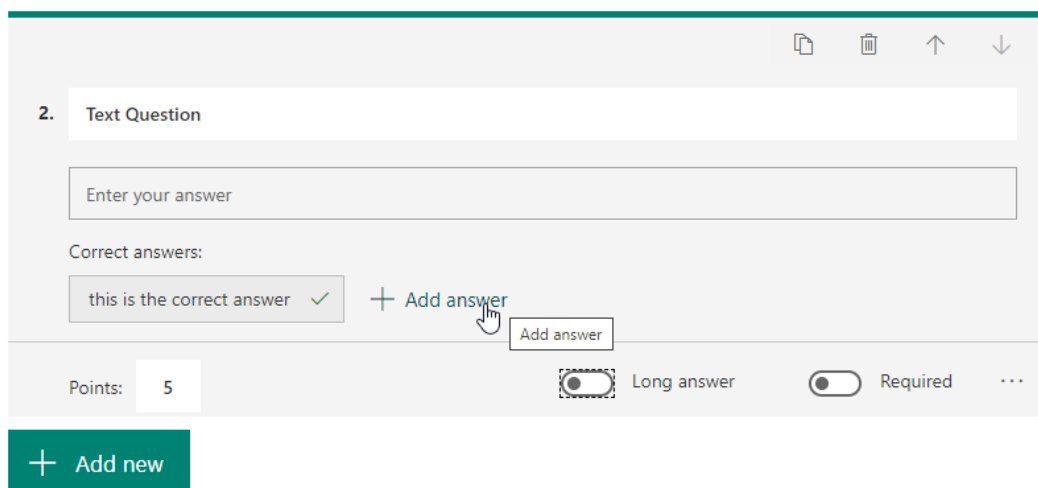 2. Text Question
Enter your answer
Correct answers:
this is the correct answer
Add answer
Add answer
Points: 5
Long answer
Required
Add new